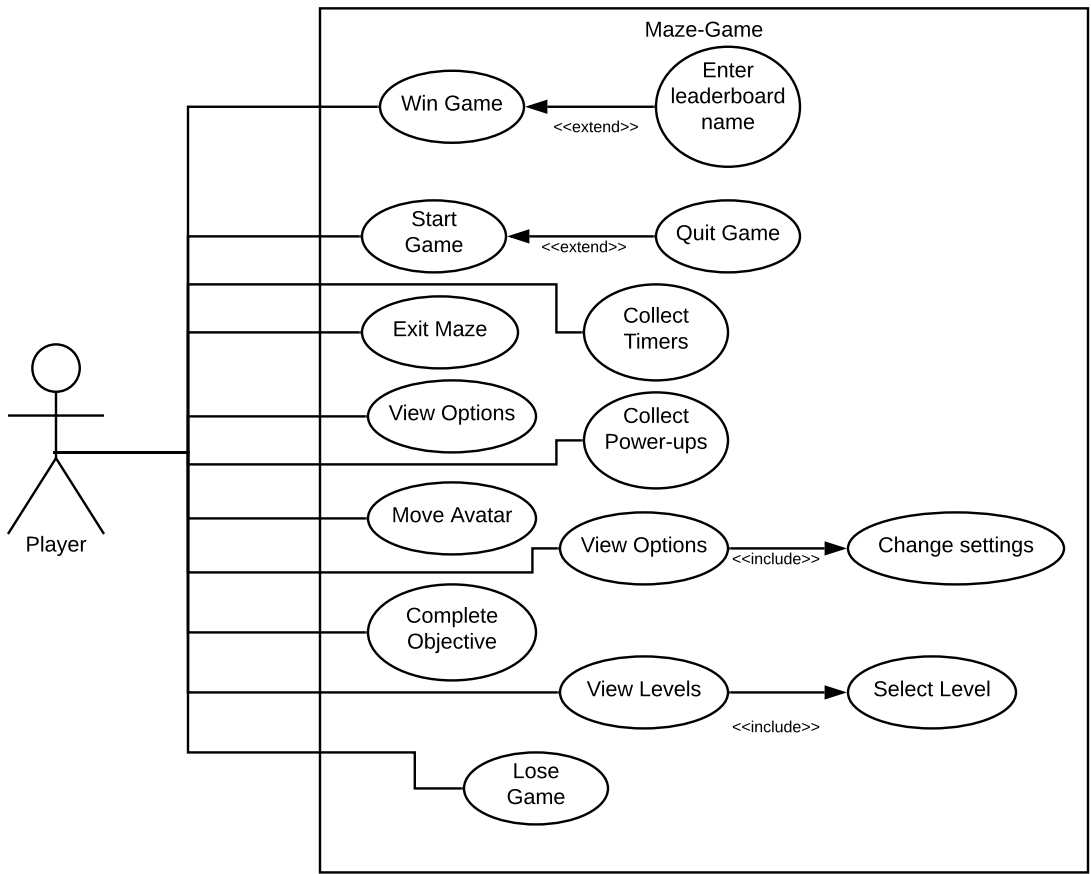 Maze-Game
Win Game
<<extend>>
Enter
leaderboard
name
Start
Game
<<extend>>
Quit Game
Collect
Timers
Exit Maze
View Options
Collect
Power-ups
Move Avatar
View Options
<<include>>
Change settings
Player
Complete
Objective
View Levels
<<include>>
Select Level
Lose
Game